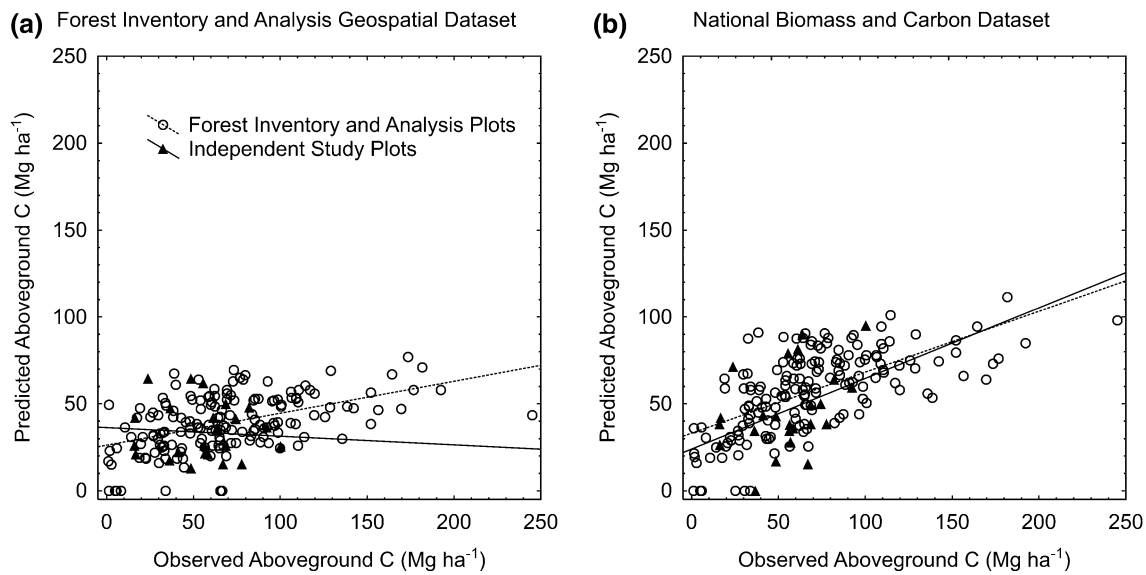 (a) Forest Inventory and Analysis Geospatial Dataset
250
200
150
100
50
0
Predicted Aboveground C (Mg ha-1)
Forest Inventory and Analysis Plots
Independent Study Plots
0 50 100 150 200 250
Observed Aboveground C (Mg ha-1)
(b) National Biomass and Carbon Dataset
250
200
150
100
50
0
Predicted Aboveground C (Mg ha-1)
0 50 100 150 200 250
Observed Aboveground C (Mg ha-1)